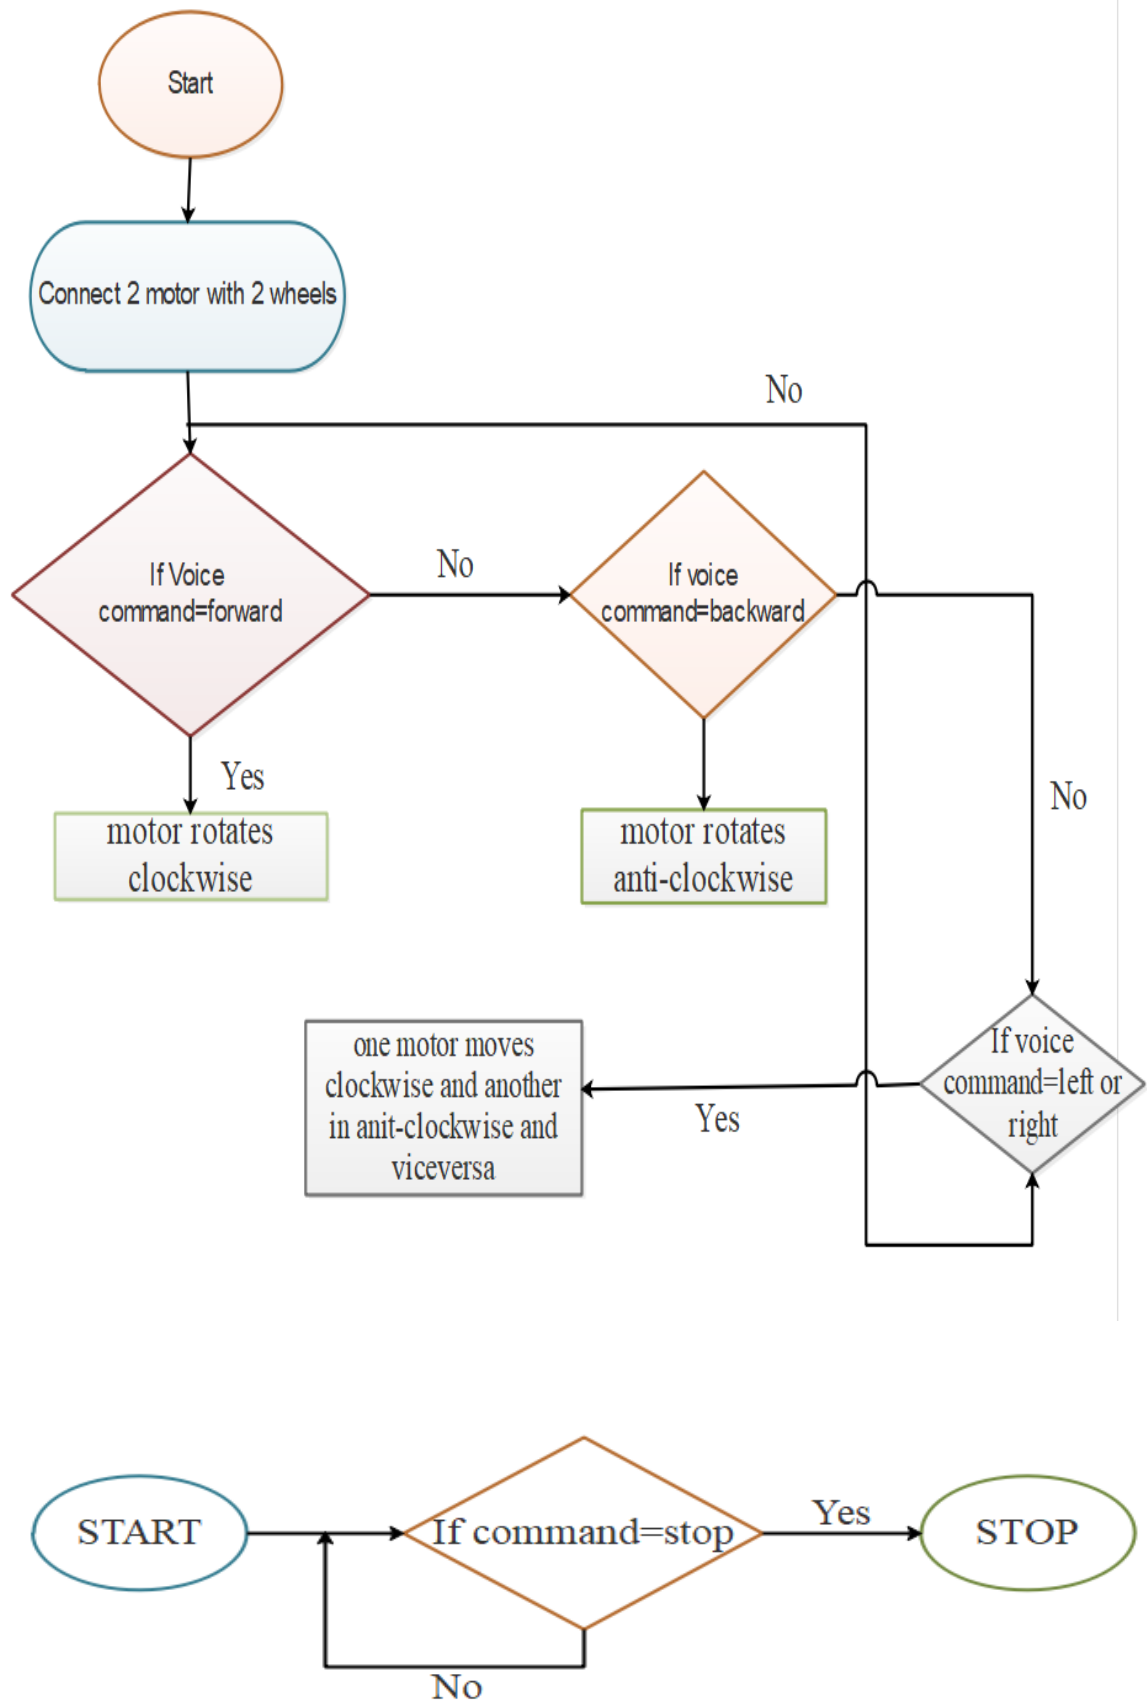 Start
Connect 2 motor with 2 wheels
No
If Voice
command=forward
No
If voice
command=backward
Yes
No
motor rotates
clockwise
motor rotates
anti-clockwise
one motor moves
clockwise and another
in anit-clockwise and
viceversa
Yes
If voice
command=left or
right
START
If command=stop
Yes
STOP
No